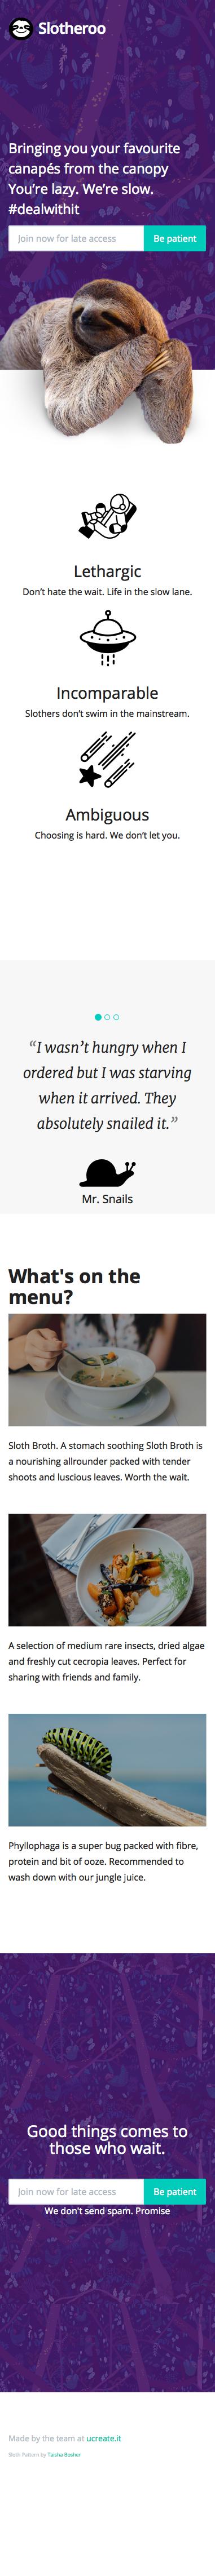 Slotheroo
Bringing you your favourite
canapés from the canopy
You’re lazy. We’re slow.
#dealwithit
Join now for late access
Be patient
Lethargic
Don’t hate the wait. Life in the slow lane.
Incomparable
Slothers don’t swim in the mainstream.
Ambiguous
Choosing is hard. We don’t let you.
“I wasn’t hungry when I
ordered but I was starving
when it arrived. They
absolutely snailed it.”
Mr. Snails
What's on the
menu?
Sloth Broth. A stomach soothing Sloth Broth is
a nourishing allrounder packed with tender
shoots and luscious leaves. Worth the wait.
A selection of medium rare insects, dried algae
and freshly cut cecropia leaves. Perfect for
sharing with friends and family.
Phyllophaga is a super bug packed with fibre,
protein and bit of ooze. Recommended to
wash down with our jungle juice.
Good things comes to
those who wait.
Join now for late access
Be patient
We don't send spam. Promise
Made by the team at ucreate.it
Sloth Pattern by Taisha Bosher